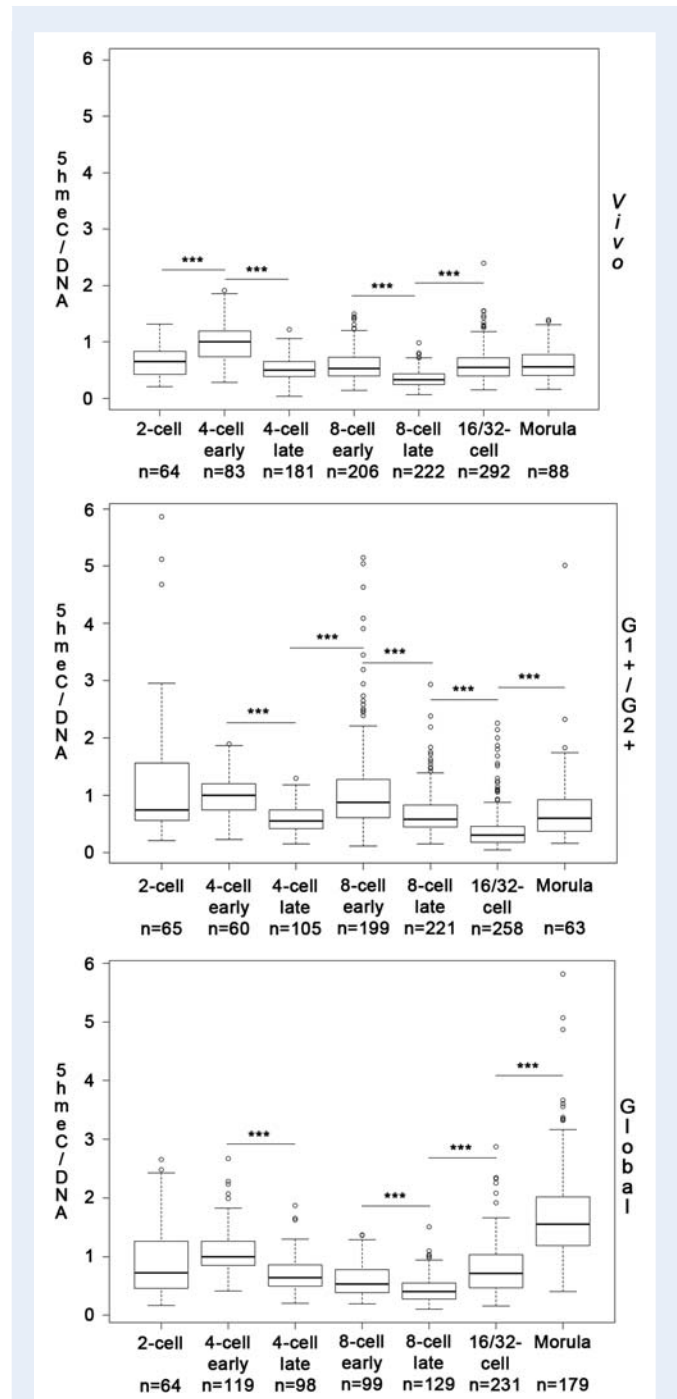 6
5
4
3
2
1
0
5hmeC/DNA
Vivo
***
***
***
***
2-cell 4-cell early 4-cell late 8-cell early 8-cell late 16/32-cell Morula
n=64 n=83 n=181 n=206 n=222 n=292 n=88
6
5
4
3
2
1
0
5hmeC/DNA
G1+/G2+
***
***
***
***
***
2-cell 4-cell early 4-cell late 8-cell early 8-cell late 16/32-cell Morula
n=65 n=60 n=105 n=199 n=221 n=258 n=63
6
5
4
3
2
1
0
5hmeC/DNA
Global
***
***
***
***
2-cell 4-cell early 4-cell late 8-cell early 8-cell late 16/32-cell Morula
n=64 n=119 n=98 n=99 n=129 n=231 n=179